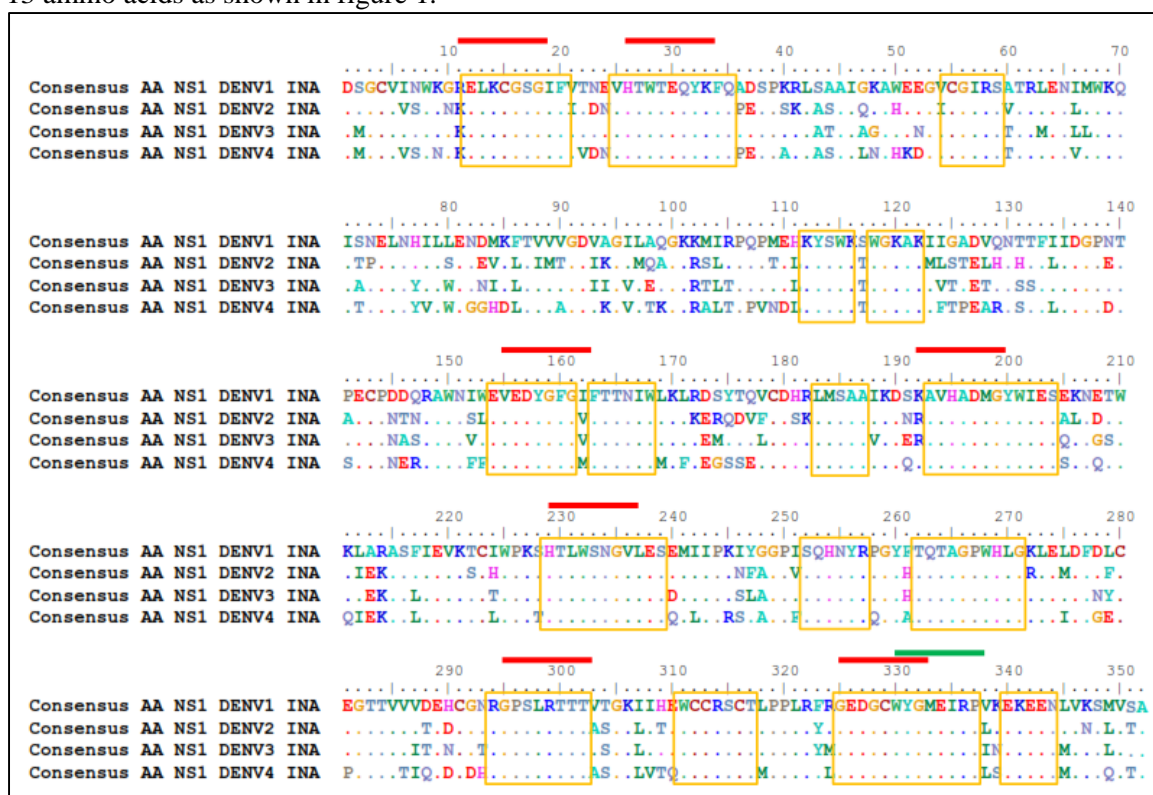 amino acids as shown in figure 1.
10 20 30 40 50 60 70
Consensus AA NS1 DENV1 INA DSGCVINWKGRELKCGSGIFVTNEVHTWTEQYKFQADSPKRLSAAIGKAWEEGVCGIRSATRLENIMWKQ
Consensus AA NS1 DENV2 INA .....VS..NK.........I.DN...........PE..SK.AS..Q..H...I.....V.....L....
Consensus AA NS1 DENV3 INA .M........K...............................AT..AG...N.......T..M..LL...
Consensus AA NS1 DENV4 INA .M...VS.N.K.........VDN............PE..A..AS..LN.HKD.......T.....V....
80 90 100 110 120 130 140
Consensus AA NS1 DENV1 INA ISNELNHILLENDMKFTVVVGDVAGILAQGKKMIRPQPMEHKYSWKSWGKAKIIGADVQNTTFIIDGPNT
Consensus AA NS1 DENV2 INA .TP......S..EV.L.IMT..IK..MQA..RSL....T.L.....T.....MLSTELH.H..L....E.
Consensus AA NS1 DENV3 INA .A....Y..W..NI.L......II.V.E...RTLT.....L.....T......VT.ET..SS........
Consensus AA NS1 DENV4 INA .T....YV.W.GGHDL...A...K.V.TK..RALT.PVNDL.....T......FTPEAR.S..L....D.
150 160 170 180 190 200 210
Consensus AA NS1 DENV1 INA PECPDDQRAWNIWEVEDYGFGIFTTNIWLKLRDSYTQVCDHRLMSAAIKDSKAVHADMGYWIESEKNETW
Consensus AA NS1 DENV2 INA A...NTN....SL........V.........KERQDVF..SK........NR............AL.D..
Consensus AA NS1 DENV3 INA ....NAS....V.........V..........EM...L.........V..ER............Q..GS.
Consensus AA NS1 DENV4 INA S...NER....FF........M......M.F.EGSSE.............Q.............S..Q..
220 230 240 250 260 270 280
Consensus AA NS1 DENV1 INA KLARASFIEVKTCIWPKSHTLWSNGVLESEMIIPKIYGGPISQHNYRPGYFTQTAGPWHLGKLELDFDLC
Consensus AA NS1 DENV2 INA .IEK.......S.H.....................NFA..V.........H..........R..M...F.
Consensus AA NS1 DENV3 INA ..EK..L......T...............D.....SLA............H................NY.
Consensus AA NS1 DENV4 INA QIEK..L......L...T...........Q.L..RS.A..F......Q..A.............I..GE.
290 300 310 320 330 340 350
Consensus AA NS1 DENV1 INA EGTTVVVDEHCGNRGPSLRTTTVTGKIIHEWCCRSCTLPPLRFRGEDGCWYGMEIRPVKEKEENLVKSMVSA
Consensus AA NS1 DENV2 INA .......T.D............AS..L.T.............Y.......................N.L.T.
Consensus AA NS1 DENV3 INA ......IT.N..T..........S..L...............YM.............IN......M..L...
Consensus AA NS1 DENV4 INA P....TIQ.D.DH.........AS..LVTQ.......M.....L.............LS......M..Q.T.